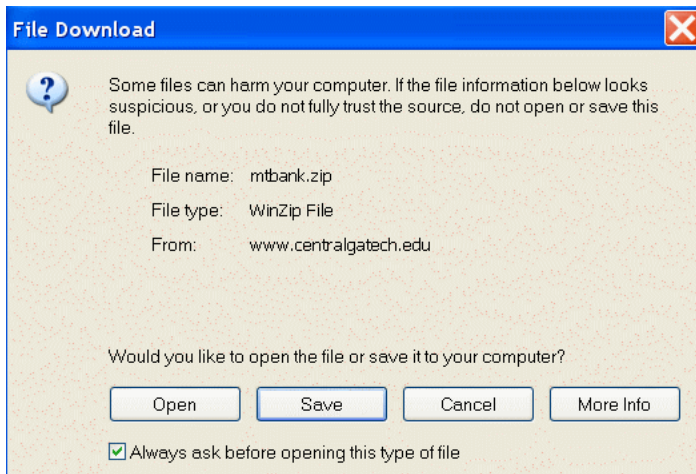 File Download
Some files can harm your computer. If the file information below looks
suspicious, or you do not fully trust the source, do not open or save this
file.
File name: mtbank.zip
File type: WinZip File
From: www.centralgatech.edu
Would you like to open the file or save it to your computer?
Open Save Cancel More Info
Always ask before opening this type of file